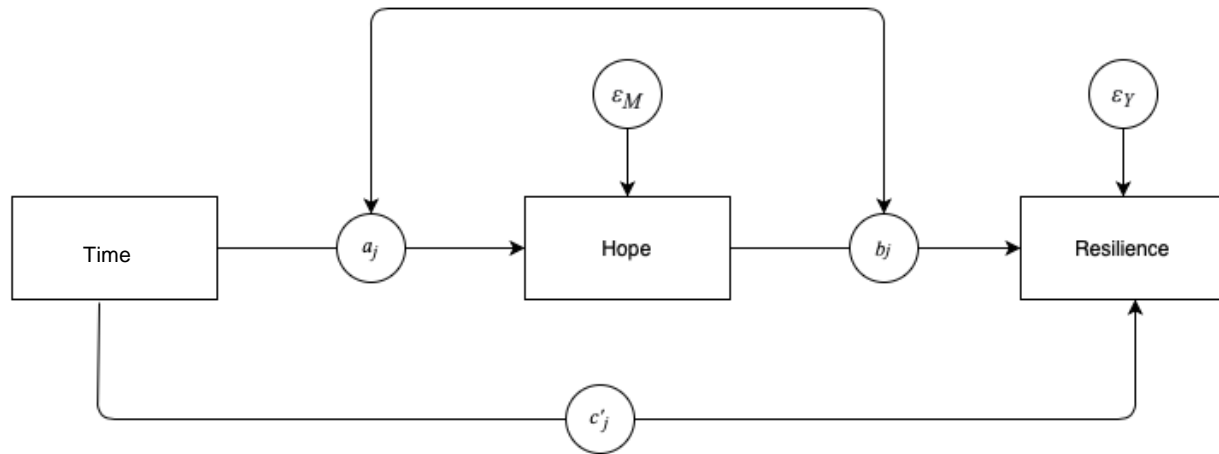 ε_M
ε_Y
Time
a_j
Hope
b_j
Resilience
c'_j